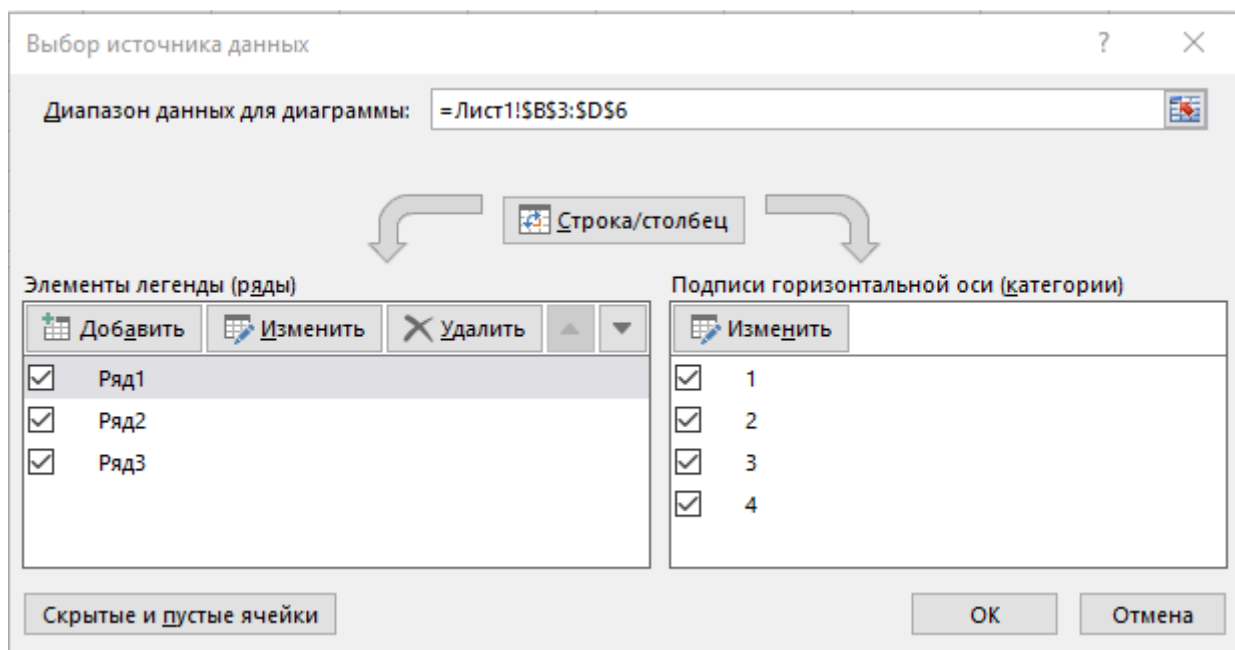 Выбор источника данных ?
Диапазон данных для диаграммы: =Лист1!$B$3:$D$6
Строка/столбец
Элементы легенды (ряды)
Добавить Изменить Удалить
Ряд1
Ряд2
Ряд3
Подписи горизонтальной оси (категории)
Изменить
1
2
3
4
Скрытые и пустые ячейки
ОК Отмена